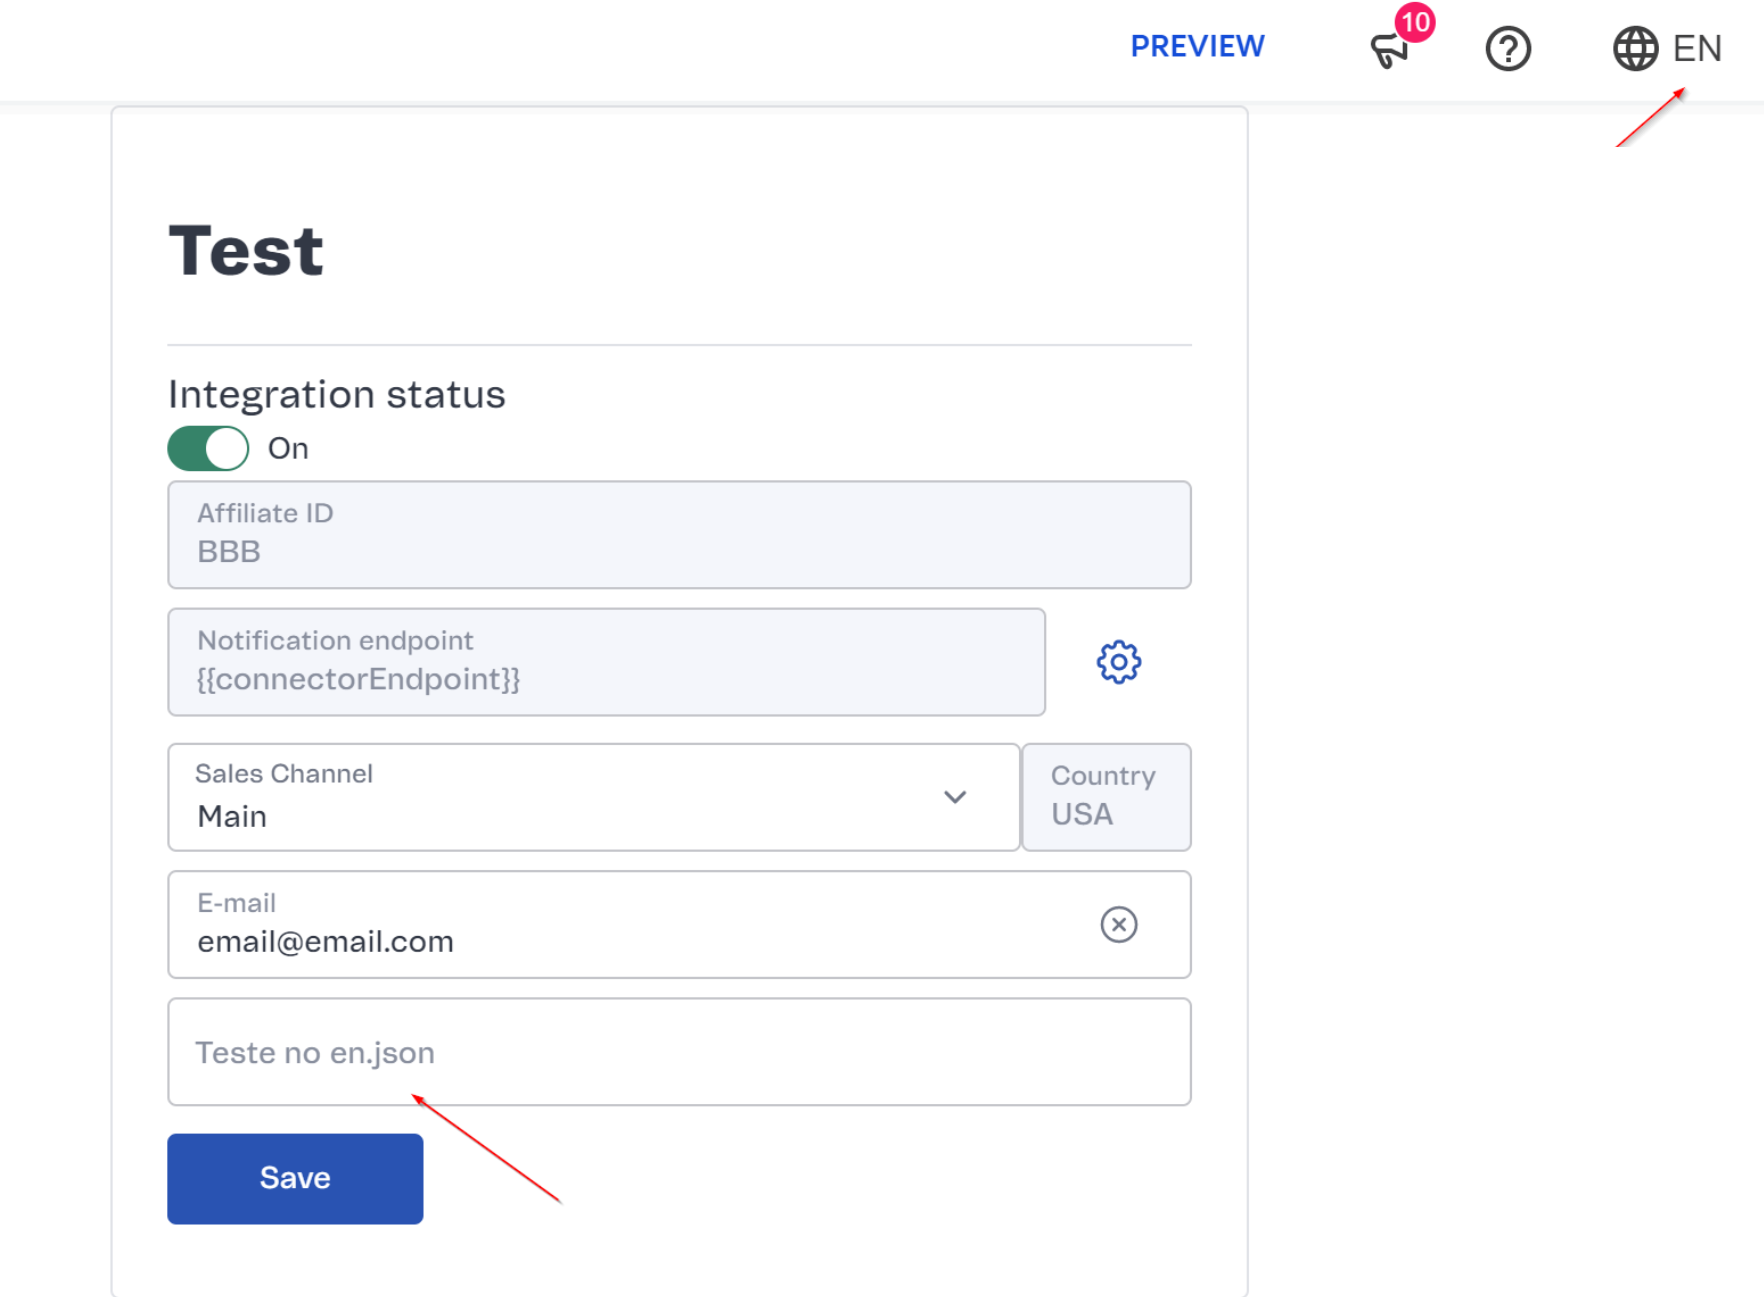 PREVIEW
10
EN
Test
Integration status
On
Affiliate ID
BBB
Notification endpoint
{{connectorEndpoint}}
Sales Channel
Main
Country
USA
E-mail
email@email.com
Teste no en.json
Save